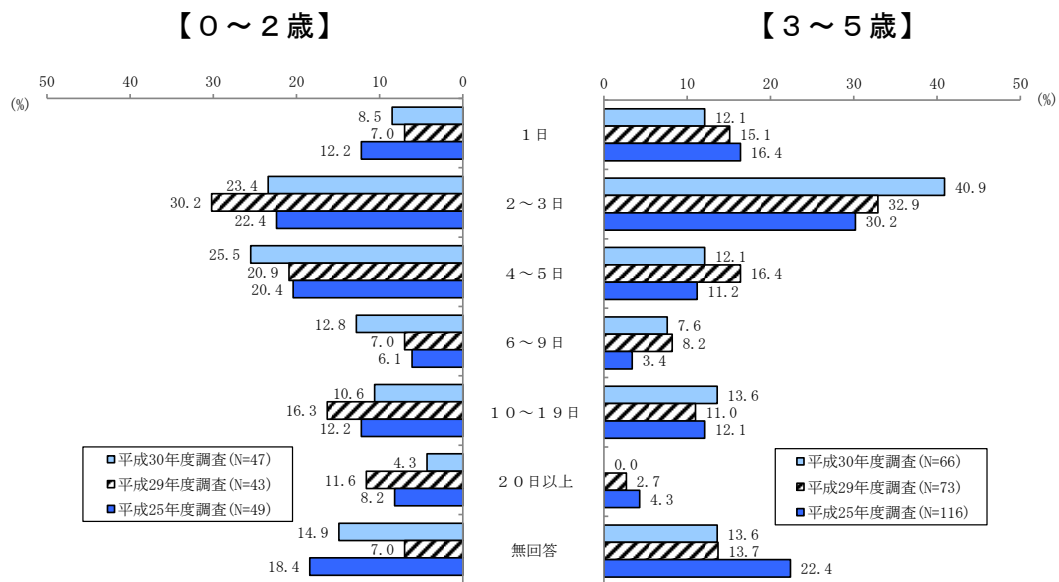 【０～２歳】
【３～５歳】
50 40 30 20 10 0
(%)
0 10 20 30 40 50
(%)
8.5
7.0
12.2
１日
12.1
15.1
16.4
23.4
30.2
22.4
２～３日
40.9
32.9
30.2
25.5
20.9
20.4
４～５日
12.1
16.4
11.2
12.8
7.0
6.1
６～９日
7.6
8.2
3.4
10.6
16.3
12.2
１０～１９日
13.6
11.0
12.1
4.3
11.6
8.2
２０日以上
0.0
2.7
4.3
14.9
7.0
18.4
無回答
13.6
13.7
22.4
平成30年度調査(N=47)
平成29年度調査(N=43)
平成25年度調査(N=49)
平成30年度調査(N=66)
平成29年度調査(N=73)
平成25年度調査(N=116)